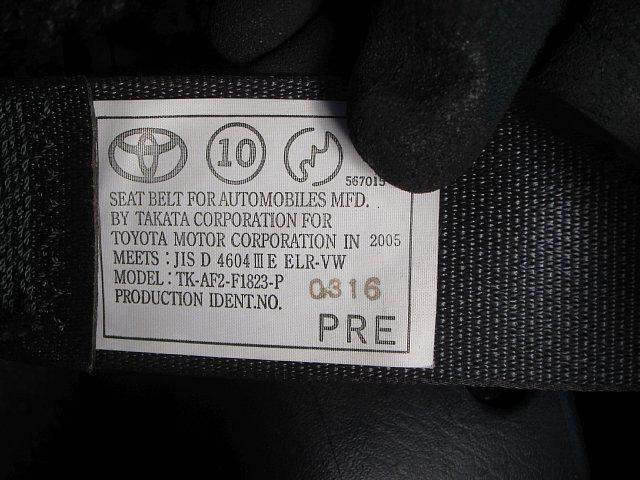 10
567015
SEAT BELT FOR AUTOMOBILES MFD.
BY TAKATA CORPORATION FOR
TOYOTA MOTOR CORPORATION IN 2005
MEETS : JIS D 4604 Ⅲ E ELR-VW
MODEL: TK-AF2-F1823-P
PRODUCTION IDENT.NO. 0316
PRE